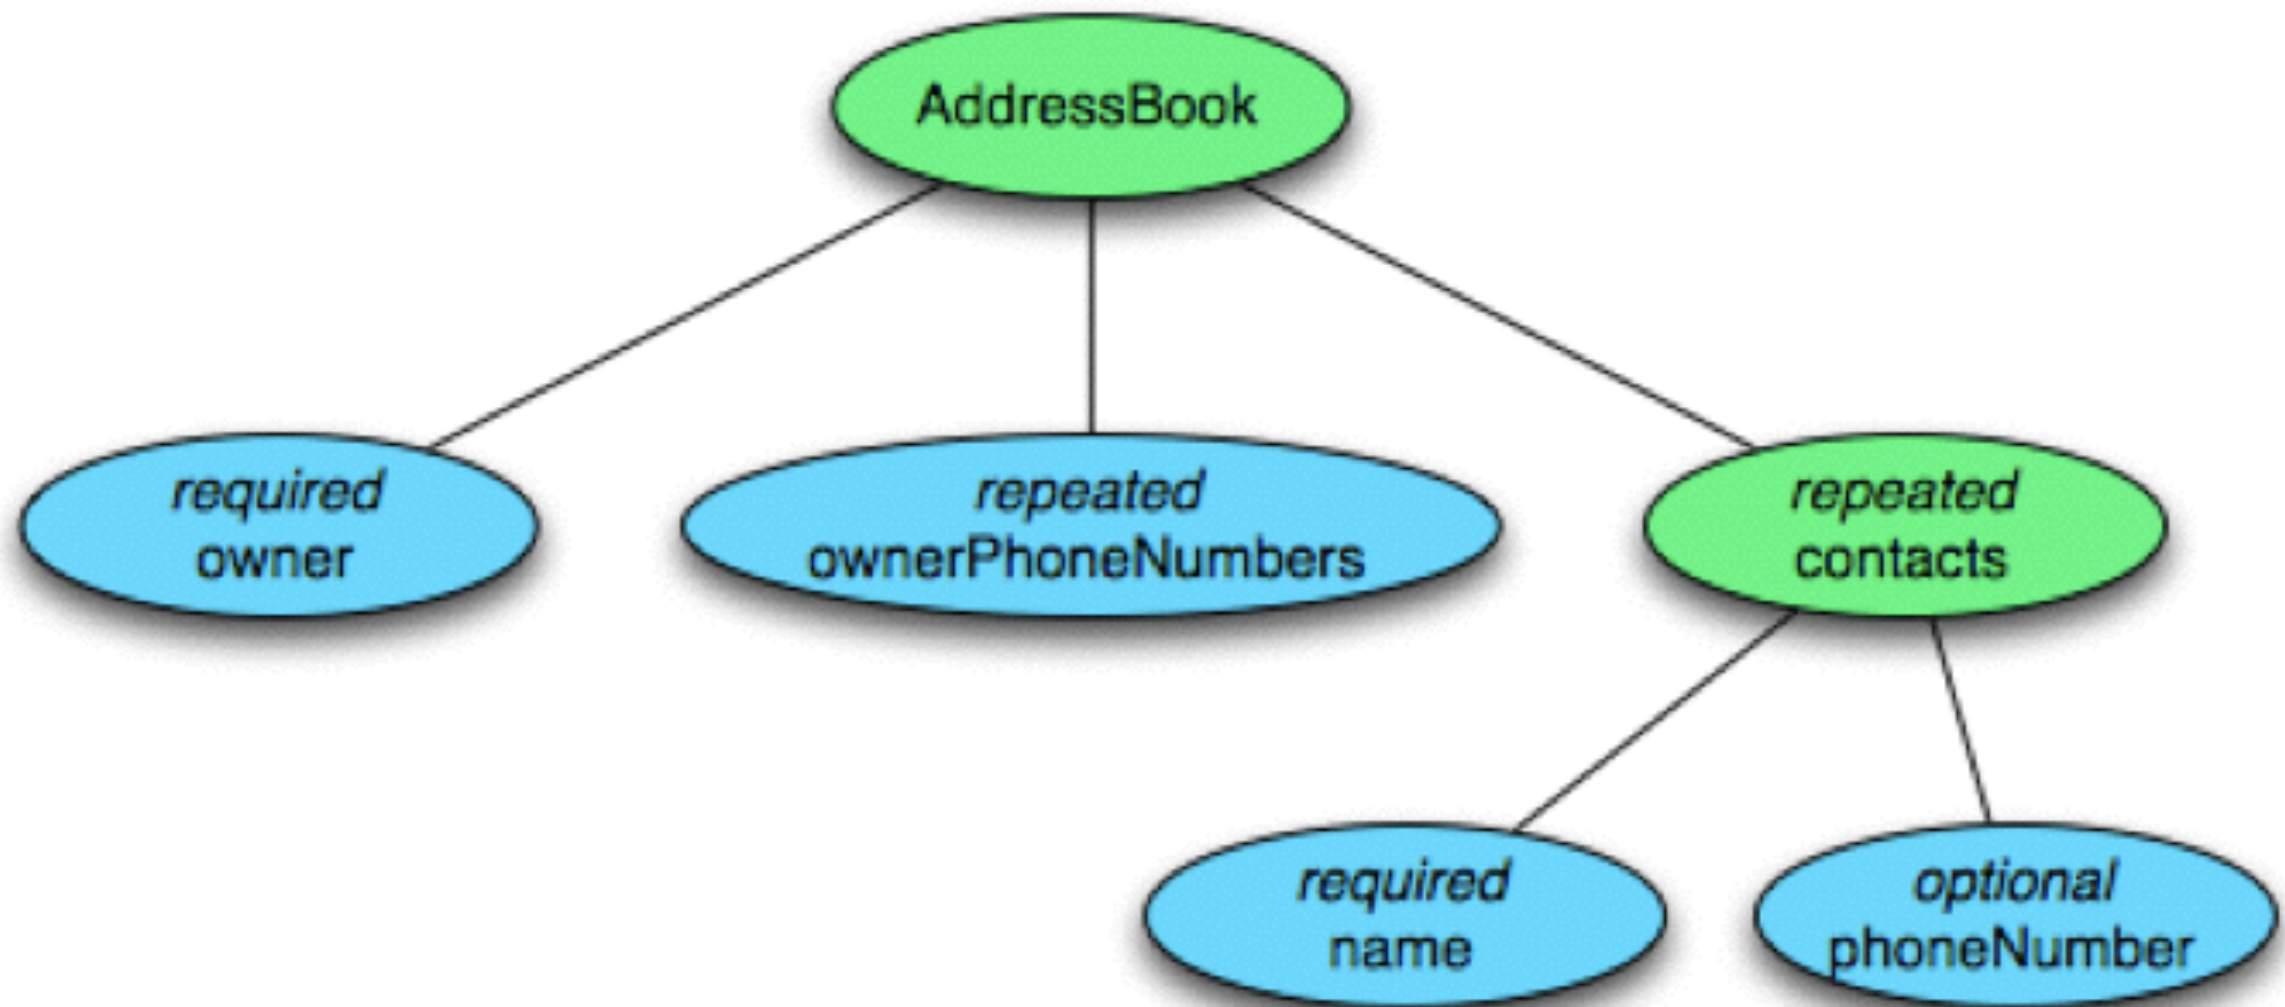 AddressBook
required
owner
repeated
ownerPhoneNumbers
repeated
contacts
required
name
optional
phoneNumber